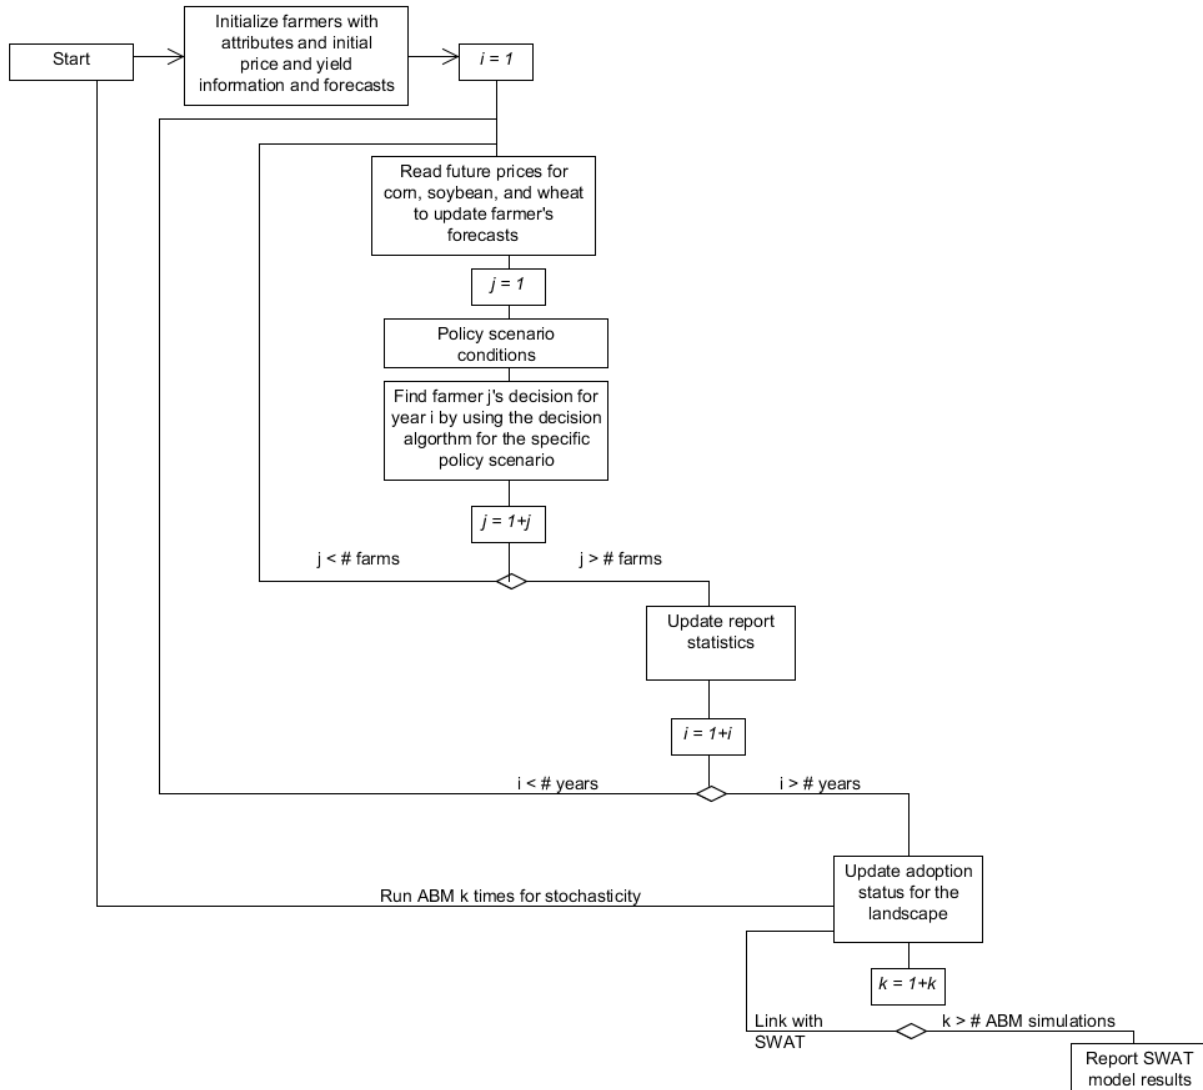 Start
Initialize farmers with
attributes and initial
price and yield
information and forecasts
i = 1
Read future prices for
corn, soybean, and wheat
to update farmer's
forecasts
j = 1
Policy scenario
conditions
Find farmer j's decision for
year i by using the decision
algorthm for the specific
policy scenario
j = 1+j
j < # farms
j > # farms
Update report
statistics
i = 1+i
i < # years
i > # years
Update adoption
status for the
landscape
Run ABM k times for stochasticity
k = 1+k
Link with
SWAT
k > # ABM simulations
Report SWAT
model results